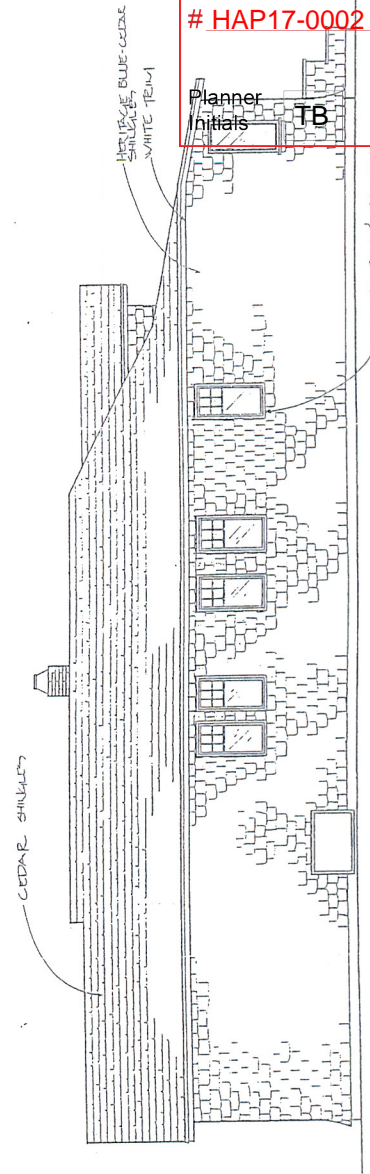 # HAP17-0002
Planner
Initials
TB
HERITAGE BLUE-CEDAR
SHINGLES
WHITE TRIM
CEDAR SHINGLES